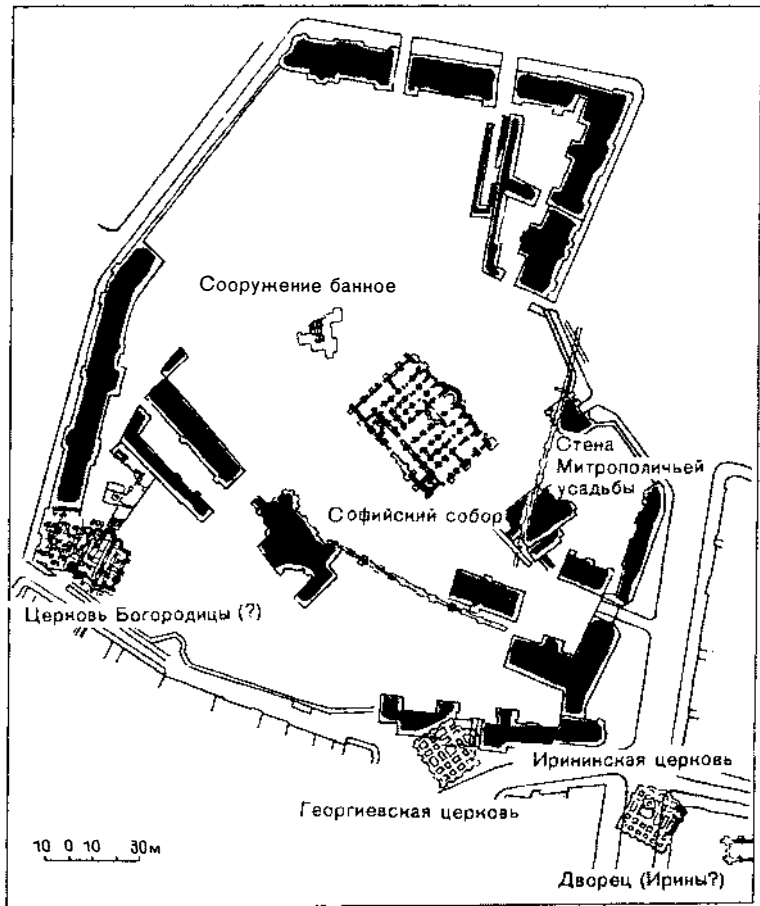 Сооружение банное
Стена
Митрополичьей
усадьбы
Софийский собор
Церковь Богородицы (?)
Ирининская церковь
Георгиевская церковь
10 0 10 30м
Дворец (Ирины?)